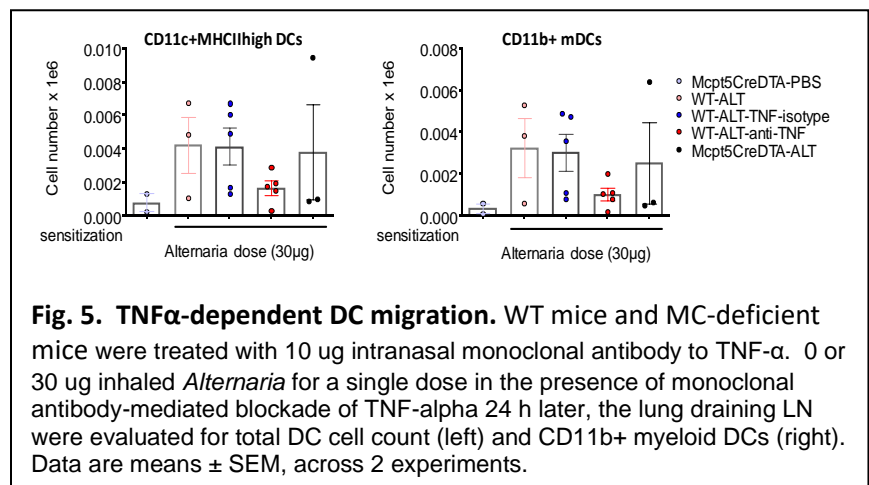 CD11c+MHCIIhigh DCs
0.010
0.008
0.006
0.004
0.002
0.000
Cell number x 1e6
sensitization
Alternaria dose (30µg)
CD11b+ mDCs
0.008
0.006
0.004
0.002
0.000
Cell number x 1e6
Alternaria dose (30µg)
Mcpt5CreDTA-PBS
WT-ALT
WT-ALT-TNF-isotype
WT-ALT-anti-TNF
Mcpt5CreDTA-ALT
Fig. 5. TNFα-dependent DC migration. WT mice and MC-deficient
mice were treated with 10 ug intranasal monoclonal antibody to TNF-α. 0 or
30 ug inhaled Alternaria for a single dose in the presence of monoclonal
antibody-mediated blockade of TNF-alpha 24 h later, the lung draining LN
were evaluated for total DC cell count (left) and CD11b+ myeloid DCs (right).
Data are means ± SEM, across 2 experiments.